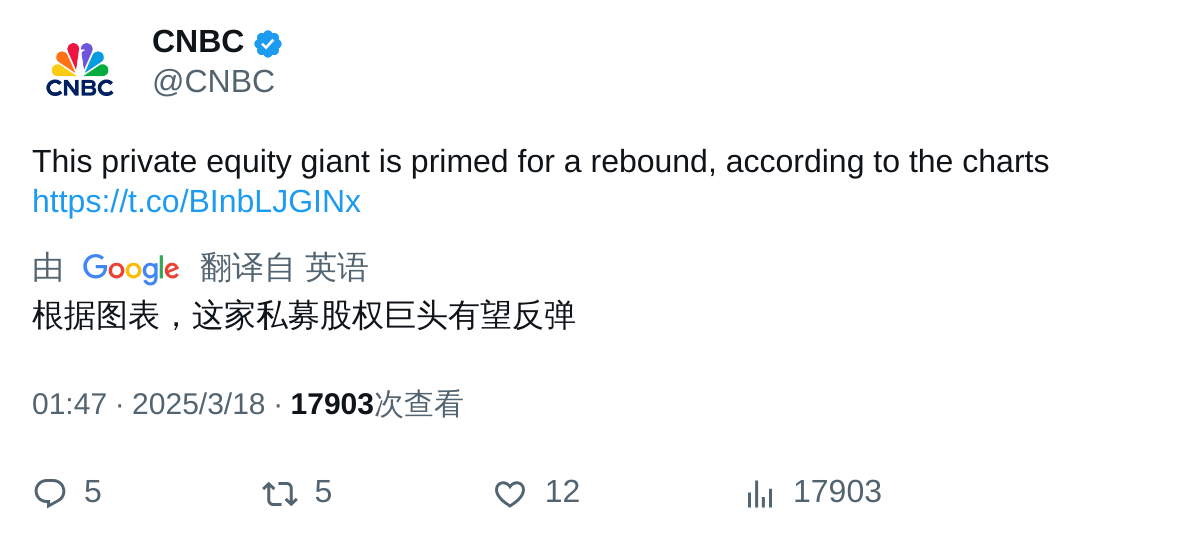 CNBC
CNBC
@CNBC
This private equity giant is primed for a rebound, according to the charts
https://t.co/BInbLJGINx
由 Google 翻译自 英语
根据图表，这家私募股权巨头有望反弹
01:47 · 2025/3/18 · 17903次查看
5 5 12 17903